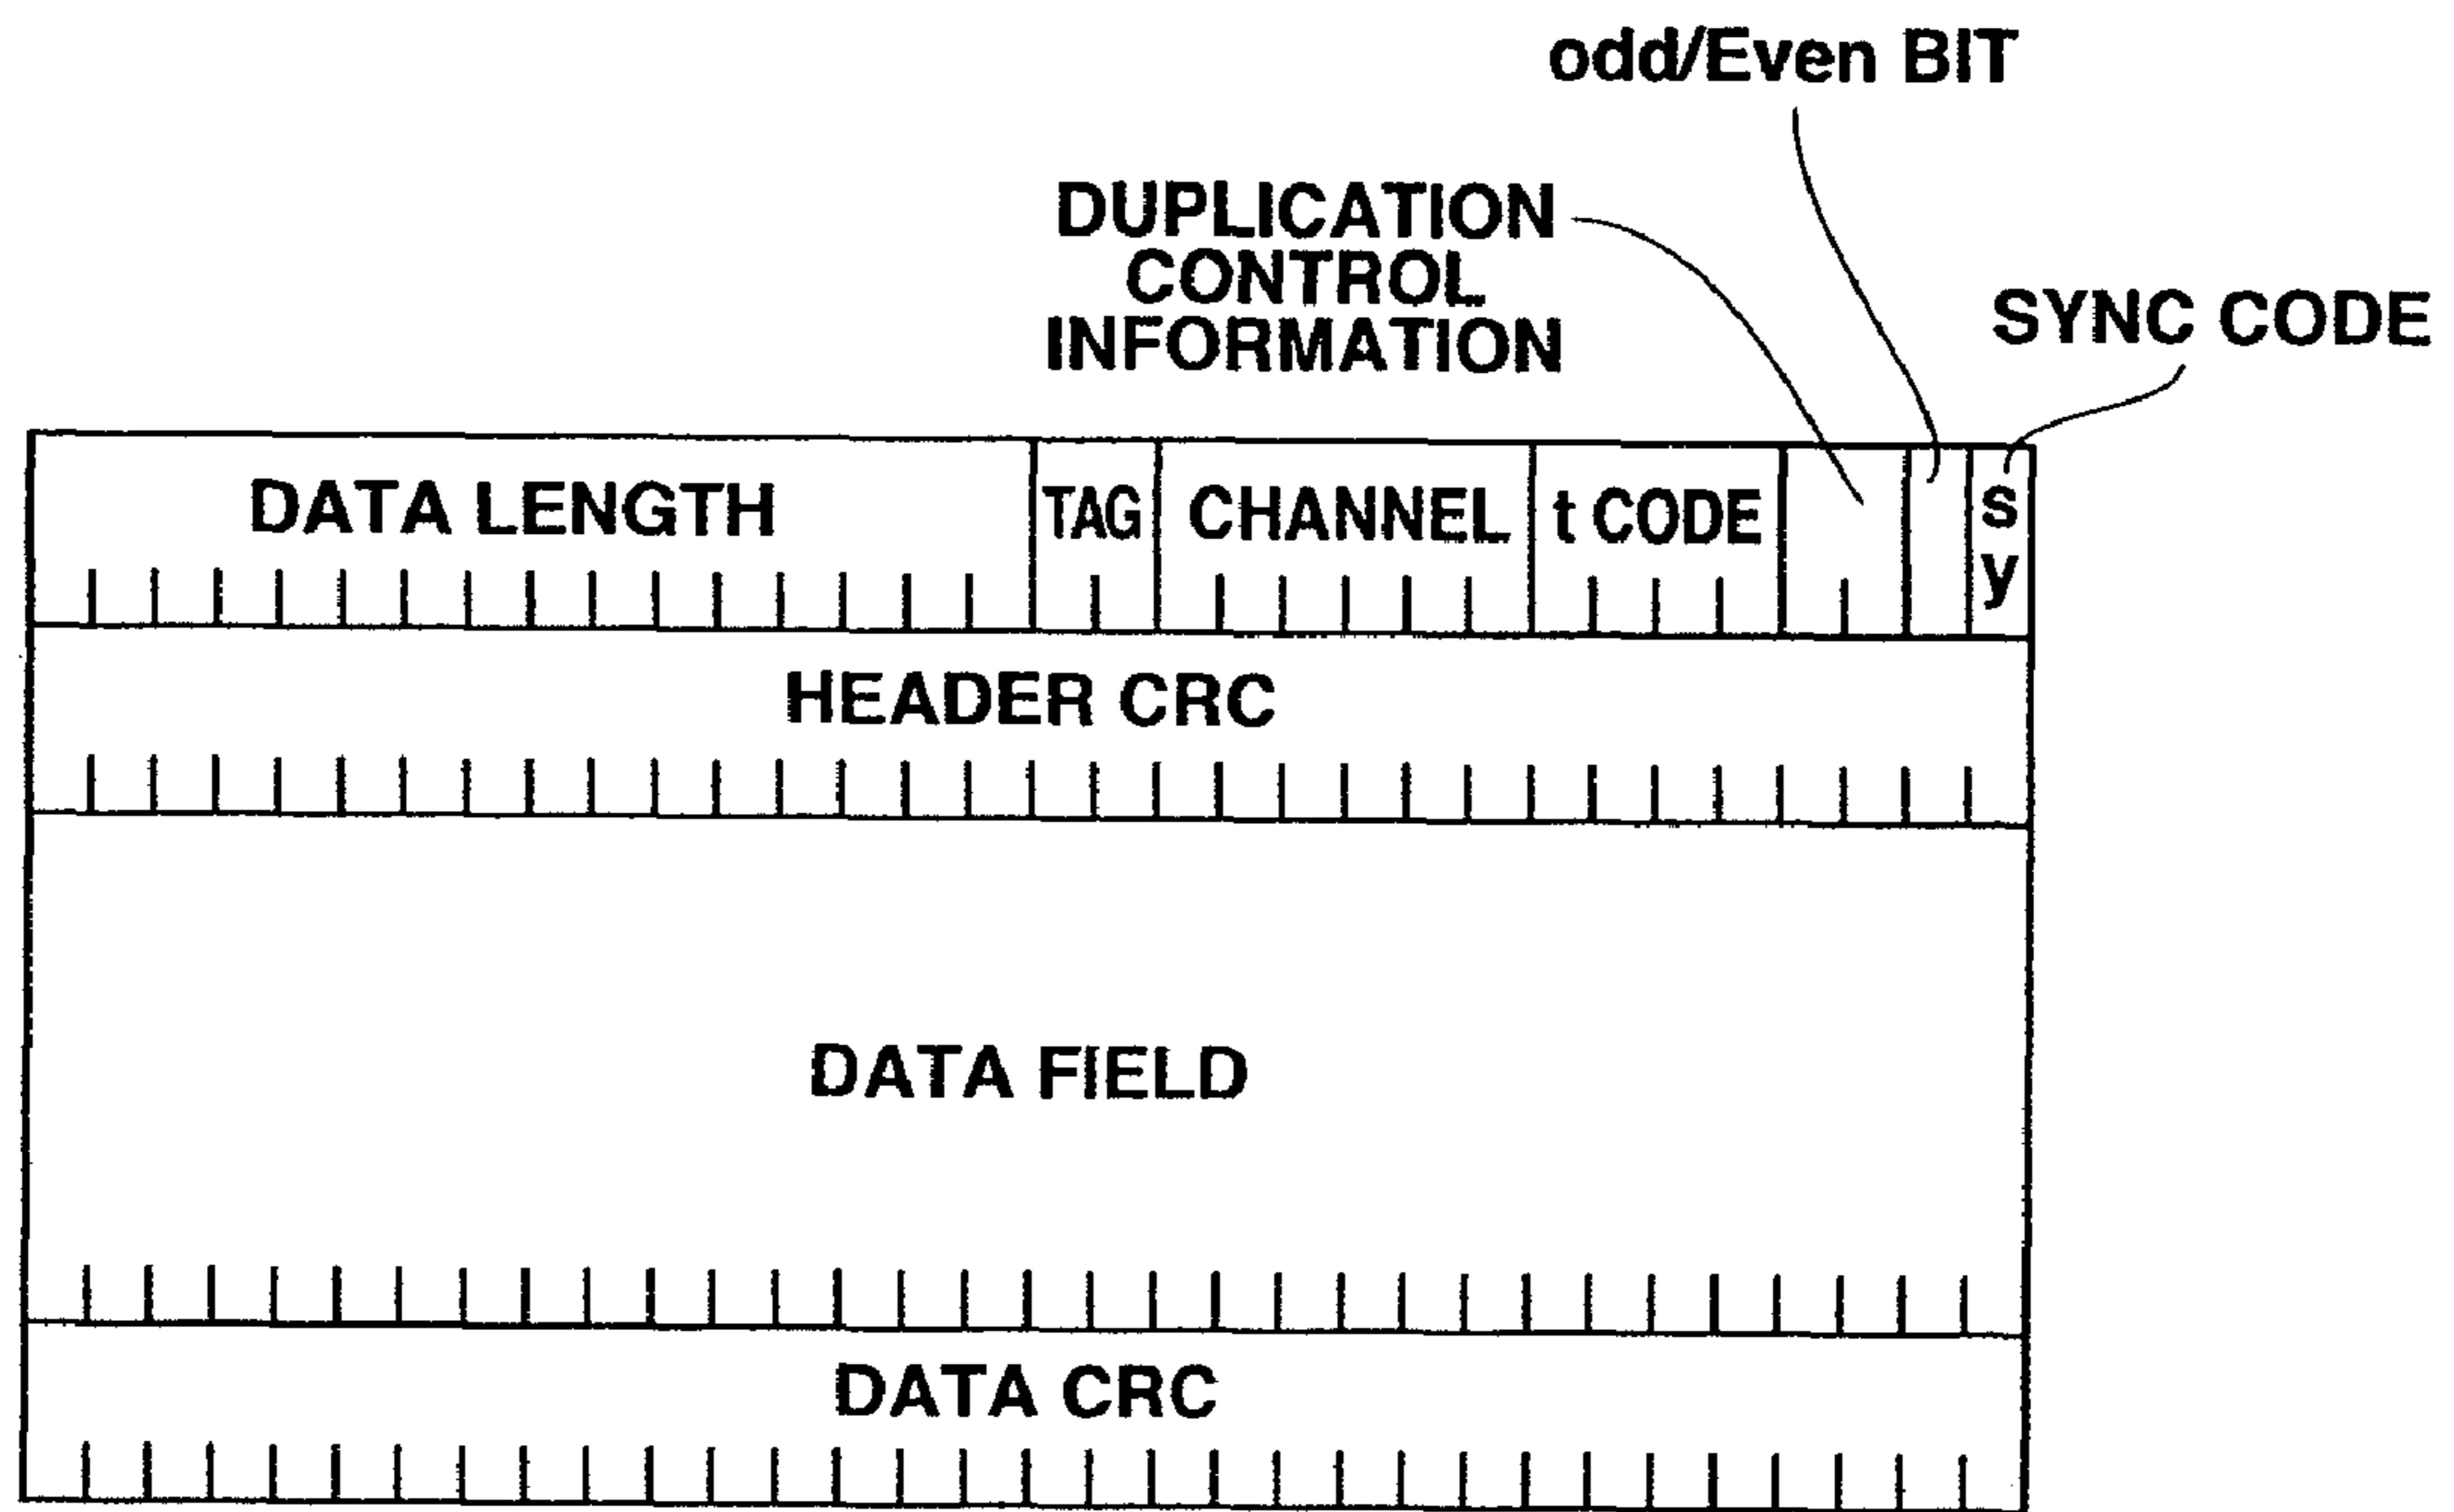 odd/Even BIT
DUPLICATION
CONTROL
INFORMATION
SYNC CODE
DATA LENGTH
TAG
CHANNEL
t CODE
s
y
HEADER CRC
DATA FIELD
DATA CRC